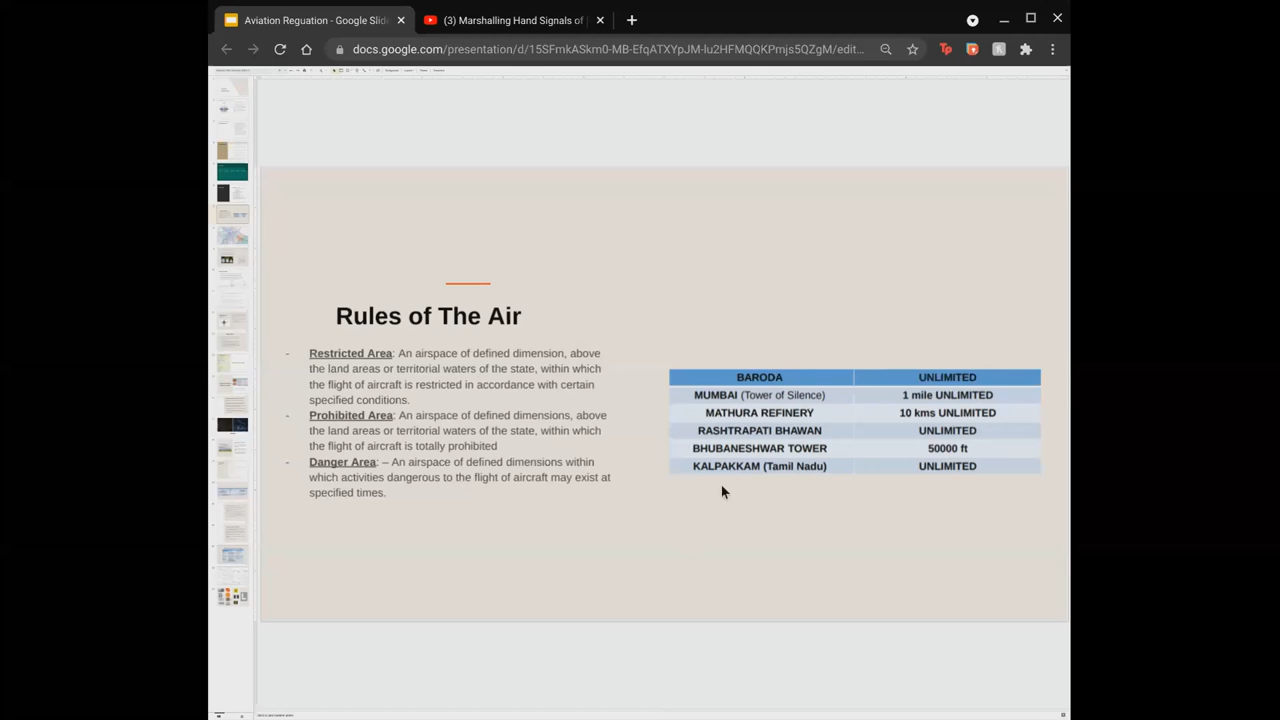 Aviation Reguation - Google Slide
(3) Marshalling Hand Signals of
docs.google.com/presentation/d/15SFmkASkm0-MB-EfqATXYpJM-lu2HFMQQKPmjs5QZgM/edit...
Rules of The Air
- Restricted Area: An airspace of defined dimension, above
the land areas or territorial waters of the state, within which
the flight of aircraft is restricted in accordance with certain
specified conditions.
- Prohibited Area: An airspace of defined dimensions, above
the land areas or territorial waters of the state, within which
the flight of aircraft is totally prohibited
- Danger Area: – An airspace of defined dimensions within
which activities dangerous to the flight of aircraft may exist at
specified times.
BARODA UNLIMITED
MUMBAI (Tower of Silence) 1 mile UNLIMITED
MATHURA REFINERY 10 kms UNLIMITED
RASHTRAPATI BHAWAN UNLIMITED
BHUBANESHWAR TOWER 50000 ft
KALPAKKAM (Tamil Nadu) UNLIMITED